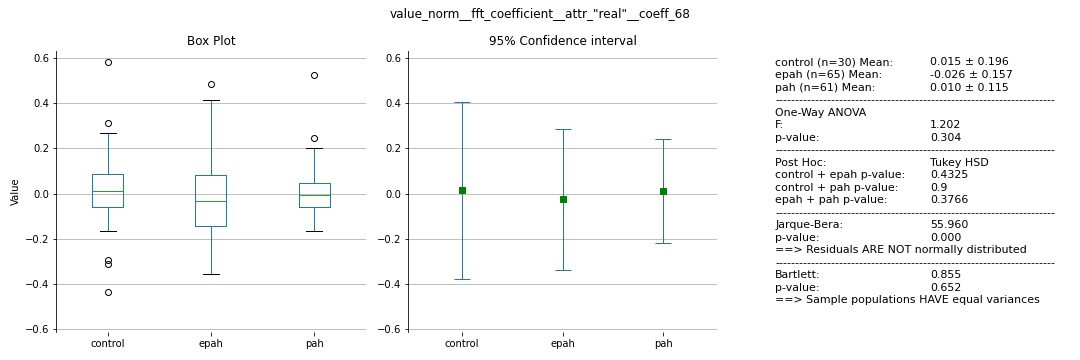 value_norm__fft_coefficient__attr_"real"__coeff_68
Box Plot
Value
0.6
0.4
0.2
0.0
−0.2
−0.4
−0.6
control epah pah
95% Confidence interval
0.6
0.4
0.2
0.0
−0.2
−0.4
−0.6
control epah pah
control (n=30) Mean: 0.015 ± 0.196
epah (n=65) Mean: -0.026 ± 0.157
pah (n=61) Mean: 0.010 ± 0.115
One-Way ANOVA
F: 1.202
p-value: 0.304
Post Hoc: Tukey HSD
control + epah p-value: 0.4325
control + pah p-value: 0.9
epah + pah p-value: 0.3766
Jarque-Bera: 55.960
p-value: 0.000
==> Residuals ARE NOT normally distributed
Bartlett: 0.855
p-value: 0.652
==> Sample populations HAVE equal variances